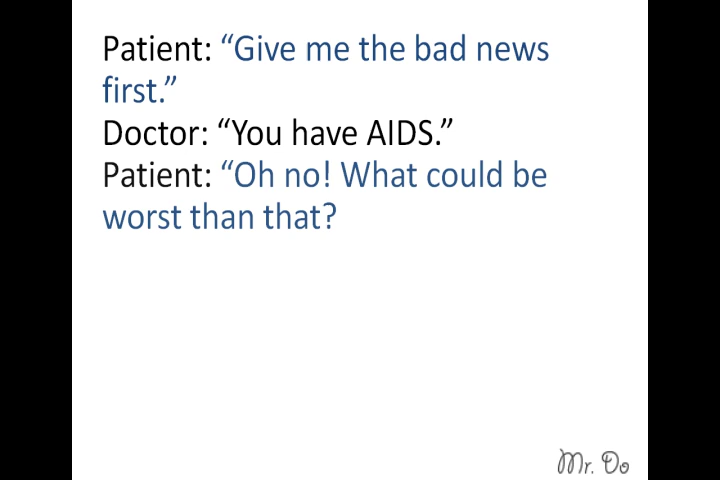 Patient: “Give me the bad news
first.”
Doctor: “You have AIDS.”
Patient: “Oh no! What could be
worst than that?
Mr. Do